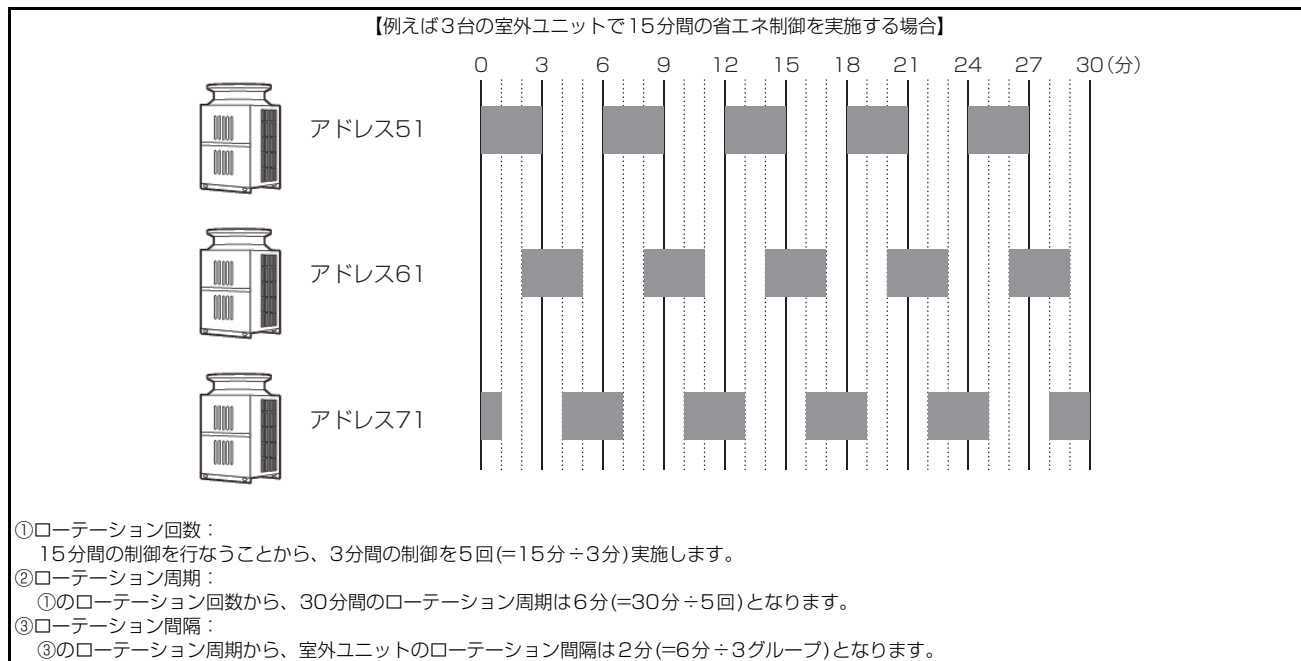 【例えば3台の室外ユニットで15分間の省エネ制御を実施する場合】
0 3 6 9 12 15 18 21 24 27 30(分)
アドレス51
アドレス61
アドレス71
①ローテーション回数：
15分間の制御を行なうことから、3分間の制御を5回(=15分÷3分)実施します。
②ローテーション周期：
①のローテーション回数から、30分間のローテーション周期は6分(=30分÷5回)となります。
③ローテーション間隔：
③のローテーション周期から、室外ユニットのローテーション間隔は2分(=6分÷3グループ)となります。